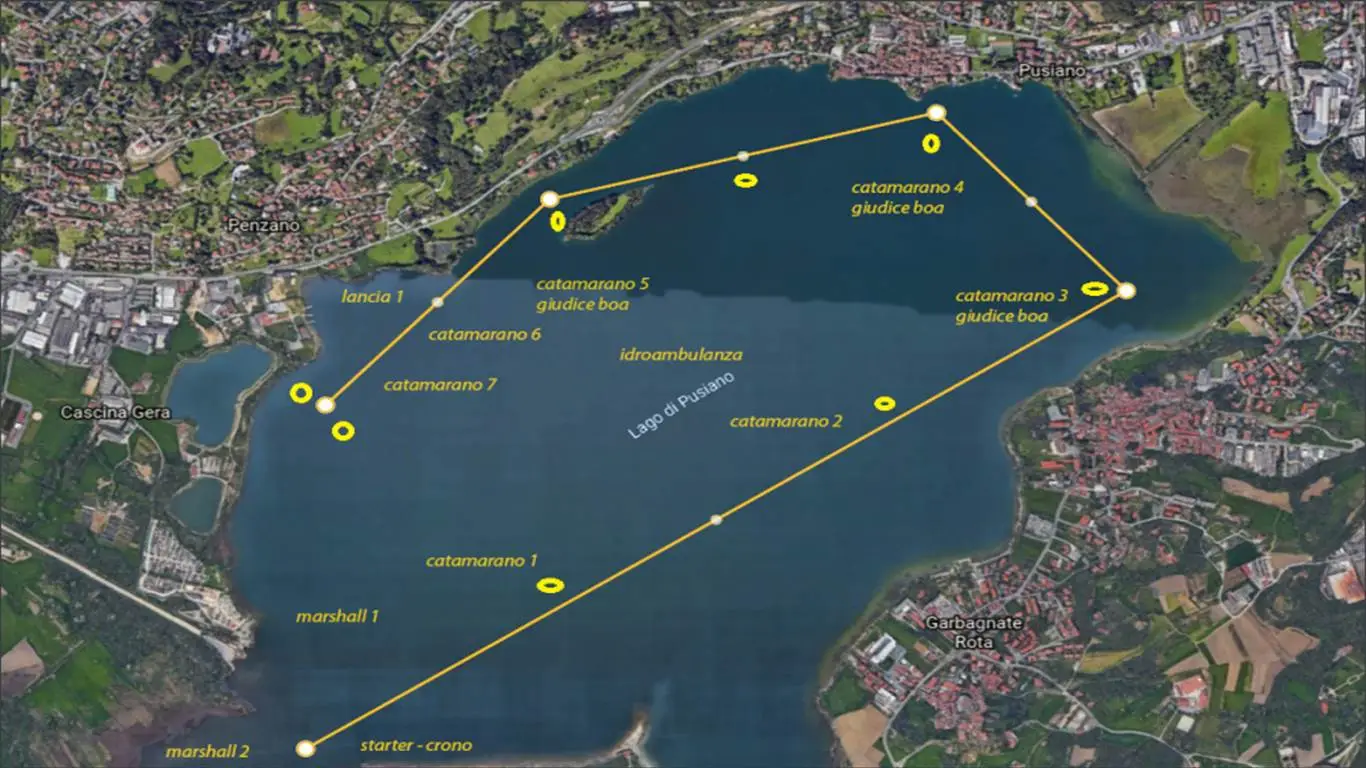 Pusiano
catamarano 4
giudice boa
Penzano
lancia 1
catamarano 5
giudice boa
catamarano 3
giudice boa
catamarano 6
idroambulanza
catamarano 7
Lago di Pusiano
Cascina Gera
catamarano 2
catamarano 1
marshall 1
Garbagnate
Rota
marshall 2
starter - crono